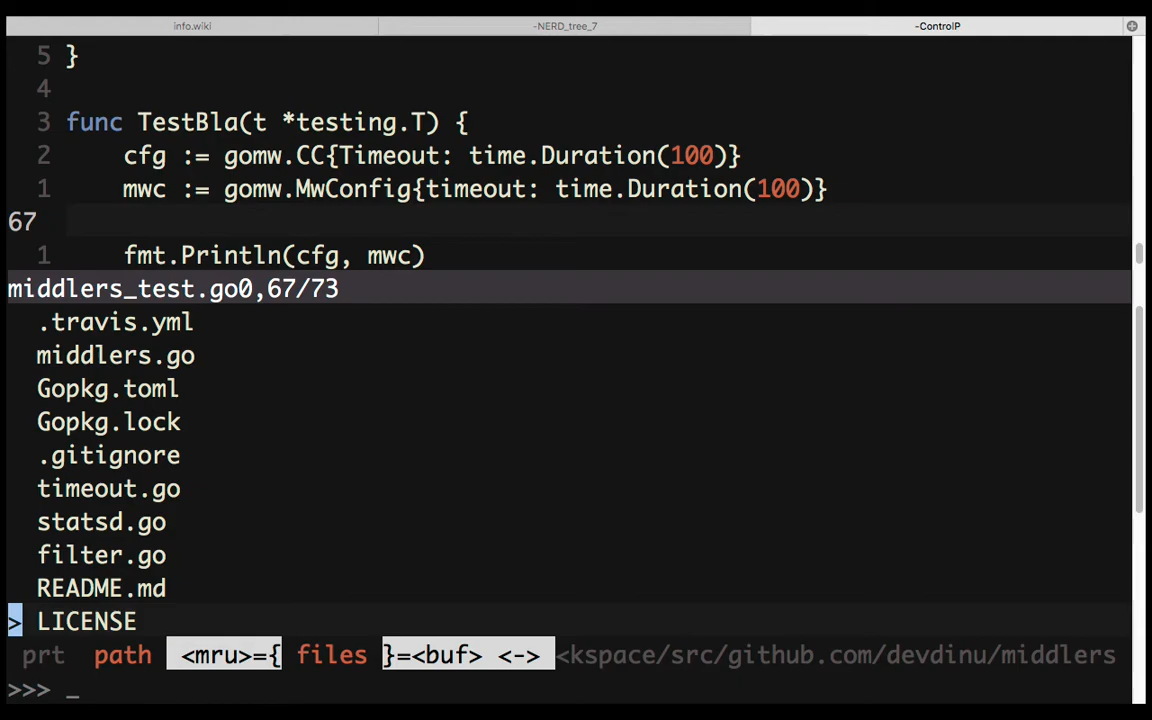 info.wiki -NERD_tree_7 -ControlP
5 }
4
3 func TestBla(t *testing.T) {
2 cfg := gomw.CC{Timeout: time.Duration(100)}
1 mwc := gomw.MwConfig{timeout: time.Duration(100)}
67
1 fmt.Println(cfg, mwc)
middlers_test.go0,67/73
.travis.yml
middlers.go
Gopkg.toml
Gopkg.lock
.gitignore
timeout.go
statsd.go
filter.go
README.md
> LICENSE
prt path <mru>={ files }=<buf> <-> <kspace/src/github.com/devdinu/middlers
>>> _